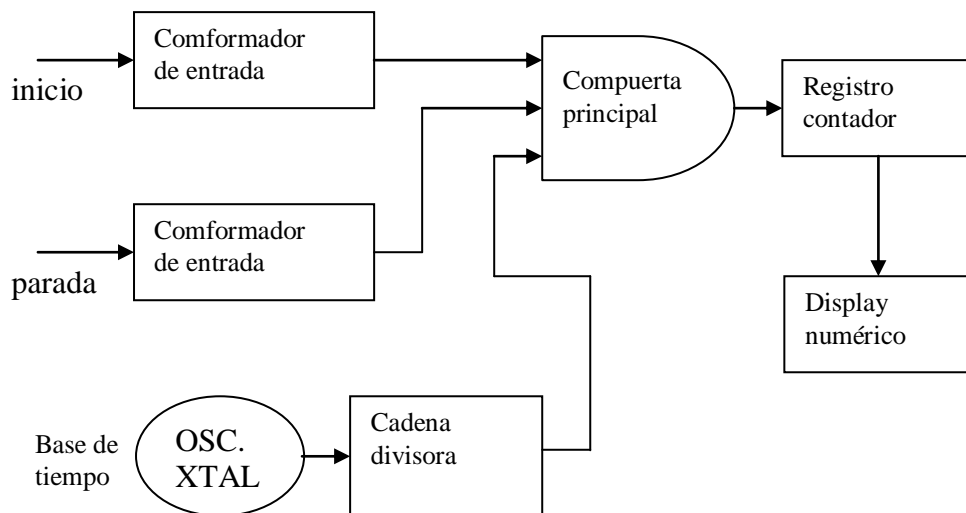 Comformador
de entrada
inicio
Compuerta
principal
Registro
contador
Comformador
de entrada
parada
Display
numérico
Base de
tiempo
OSC.
XTAL
Cadena
divisora